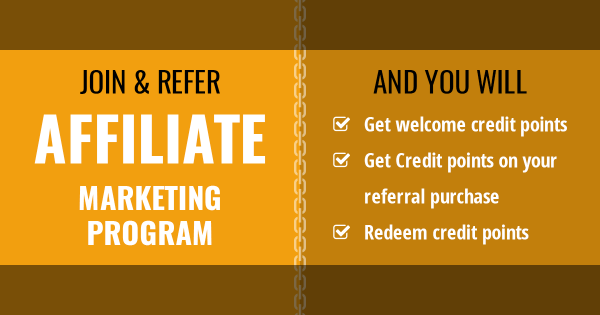 JOIN & REFER
AFFILIATE
MARKETING
PROGRAM
AND YOU WILL
Get welcome credit points
Get Credit points on your
referral purchase
Redeem credit points